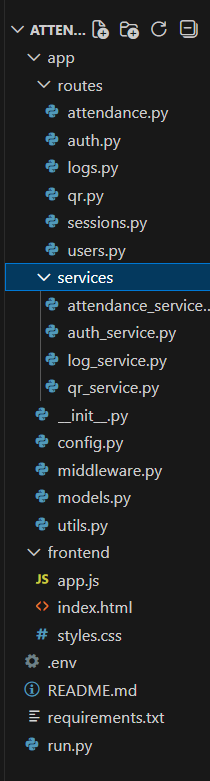 ATTEN...
app
routes
attendance.py
auth.py
logs.py
qr.py
sessions.py
users.py
services
attendance_service...
auth_service.py
log_service.py
qr_service.py
__init__.py
config.py
middleware.py
models.py
utils.py
frontend
JS app.js
<> index.html
# styles.css
.env
README.md
requirements.txt
run.py